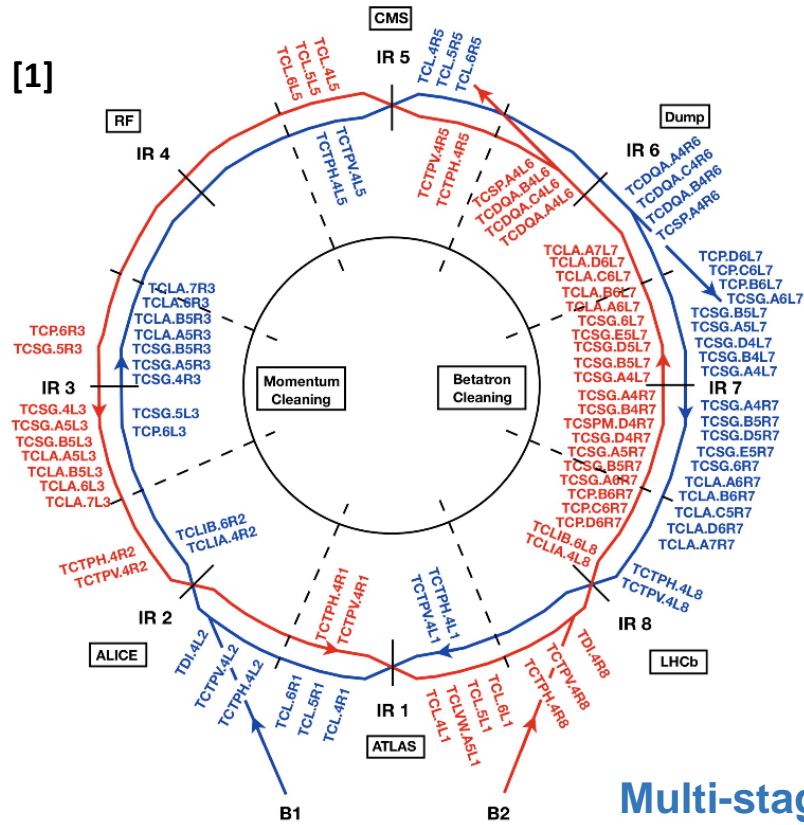 [1]
CMS
IR 5
TCL.6L5
TCL.5L5
TCL.4L5
TCL.4R5
TCL.5R5
TCL.6R5
RF
IR 4
TCTPH.4L5
TCTPV.4L5
TCTPV.4R5
TCTPH.4R5
Dump
IR 6
TCSP.A4L6
TCDQA.B4L6
TCDQA.C4L6
TCDQA.A4L6
TCDQA.A4R6
TCDQA.C4R6
TCDQA.B4R6
TCSP.A4R6
TCLA.7R3
TCLA.6R3
TCLA.B5R3
TCLA.A5R3
TCSG.B5R3
TCSG.A5R3
TCSG.4R3
TCP.6R3
TCSG.5R3
IR 3
TCSG.4L3
TCSG.A5L3
TCSG.B5L3
TCLA.A5L3
TCLA.B5L3
TCLA.6L3
TCLA.7L3
TCSG.5L3
TCP.6L3
Momentum
Cleaning
Betatron
Cleaning
TCLA.A7L7
TCLA.D6L7
TCLA.C6L7
TCLA.B6L7
TCLA.A6L7
TCSG.6L7
TCSG.E5L7
TCSG.D5L7
TCSG.B5L7
TCSG.A4L7
TCSG.A4R7
TCSG.B4R7
TCSPM.D4R7
TCSG.D4R7
TCSG.A5R7
TCSG.B5R7
TCSG.A6R7
TCP.B6R7
TCP.C6R7
TCP.D6R7
TCP.D6L7
TCP.C6L7
TCP.B6L7
TCSG.A6L7
TCSG.B5L7
TCSG.A5L7
TCSG.D4L7
TCSG.B4L7
TCSG.A4L7
IR 7
TCSG.A4R7
TCSG.B5R7
TCSG.D5R7
TCSG.E5R7
TCSG.6R7
TCLA.A6R7
TCLA.B6R7
TCLA.C5R7
TCLA.D6R7
TCLA.A7R7
TCLIB.6R2
TCLIA.4R2
TCTPH.4R2
TCTPV.4R2
IR 2
ALICE
TCLIB.6L8
TCLIA.4L8
TCTPH.4L8
TCTPV.4L8
IR 8
LHCb
TCTPH.4R1
TCTPV.4R1
TCTPV.4L1
TCTPH.4L1
TDI.4L2
TCTPV.4L2
TCTPH.4L2
TCL.6R1
TCL.5R1
TCL.4R1
IR 1
ATLAS
TCL.4L1
TCLVW.A5L1
TCL.5L1
TCL.6L1
TCTPH.4R8
TCTPV.4R8
TDI.4R8
B1
B2
Multi-stag